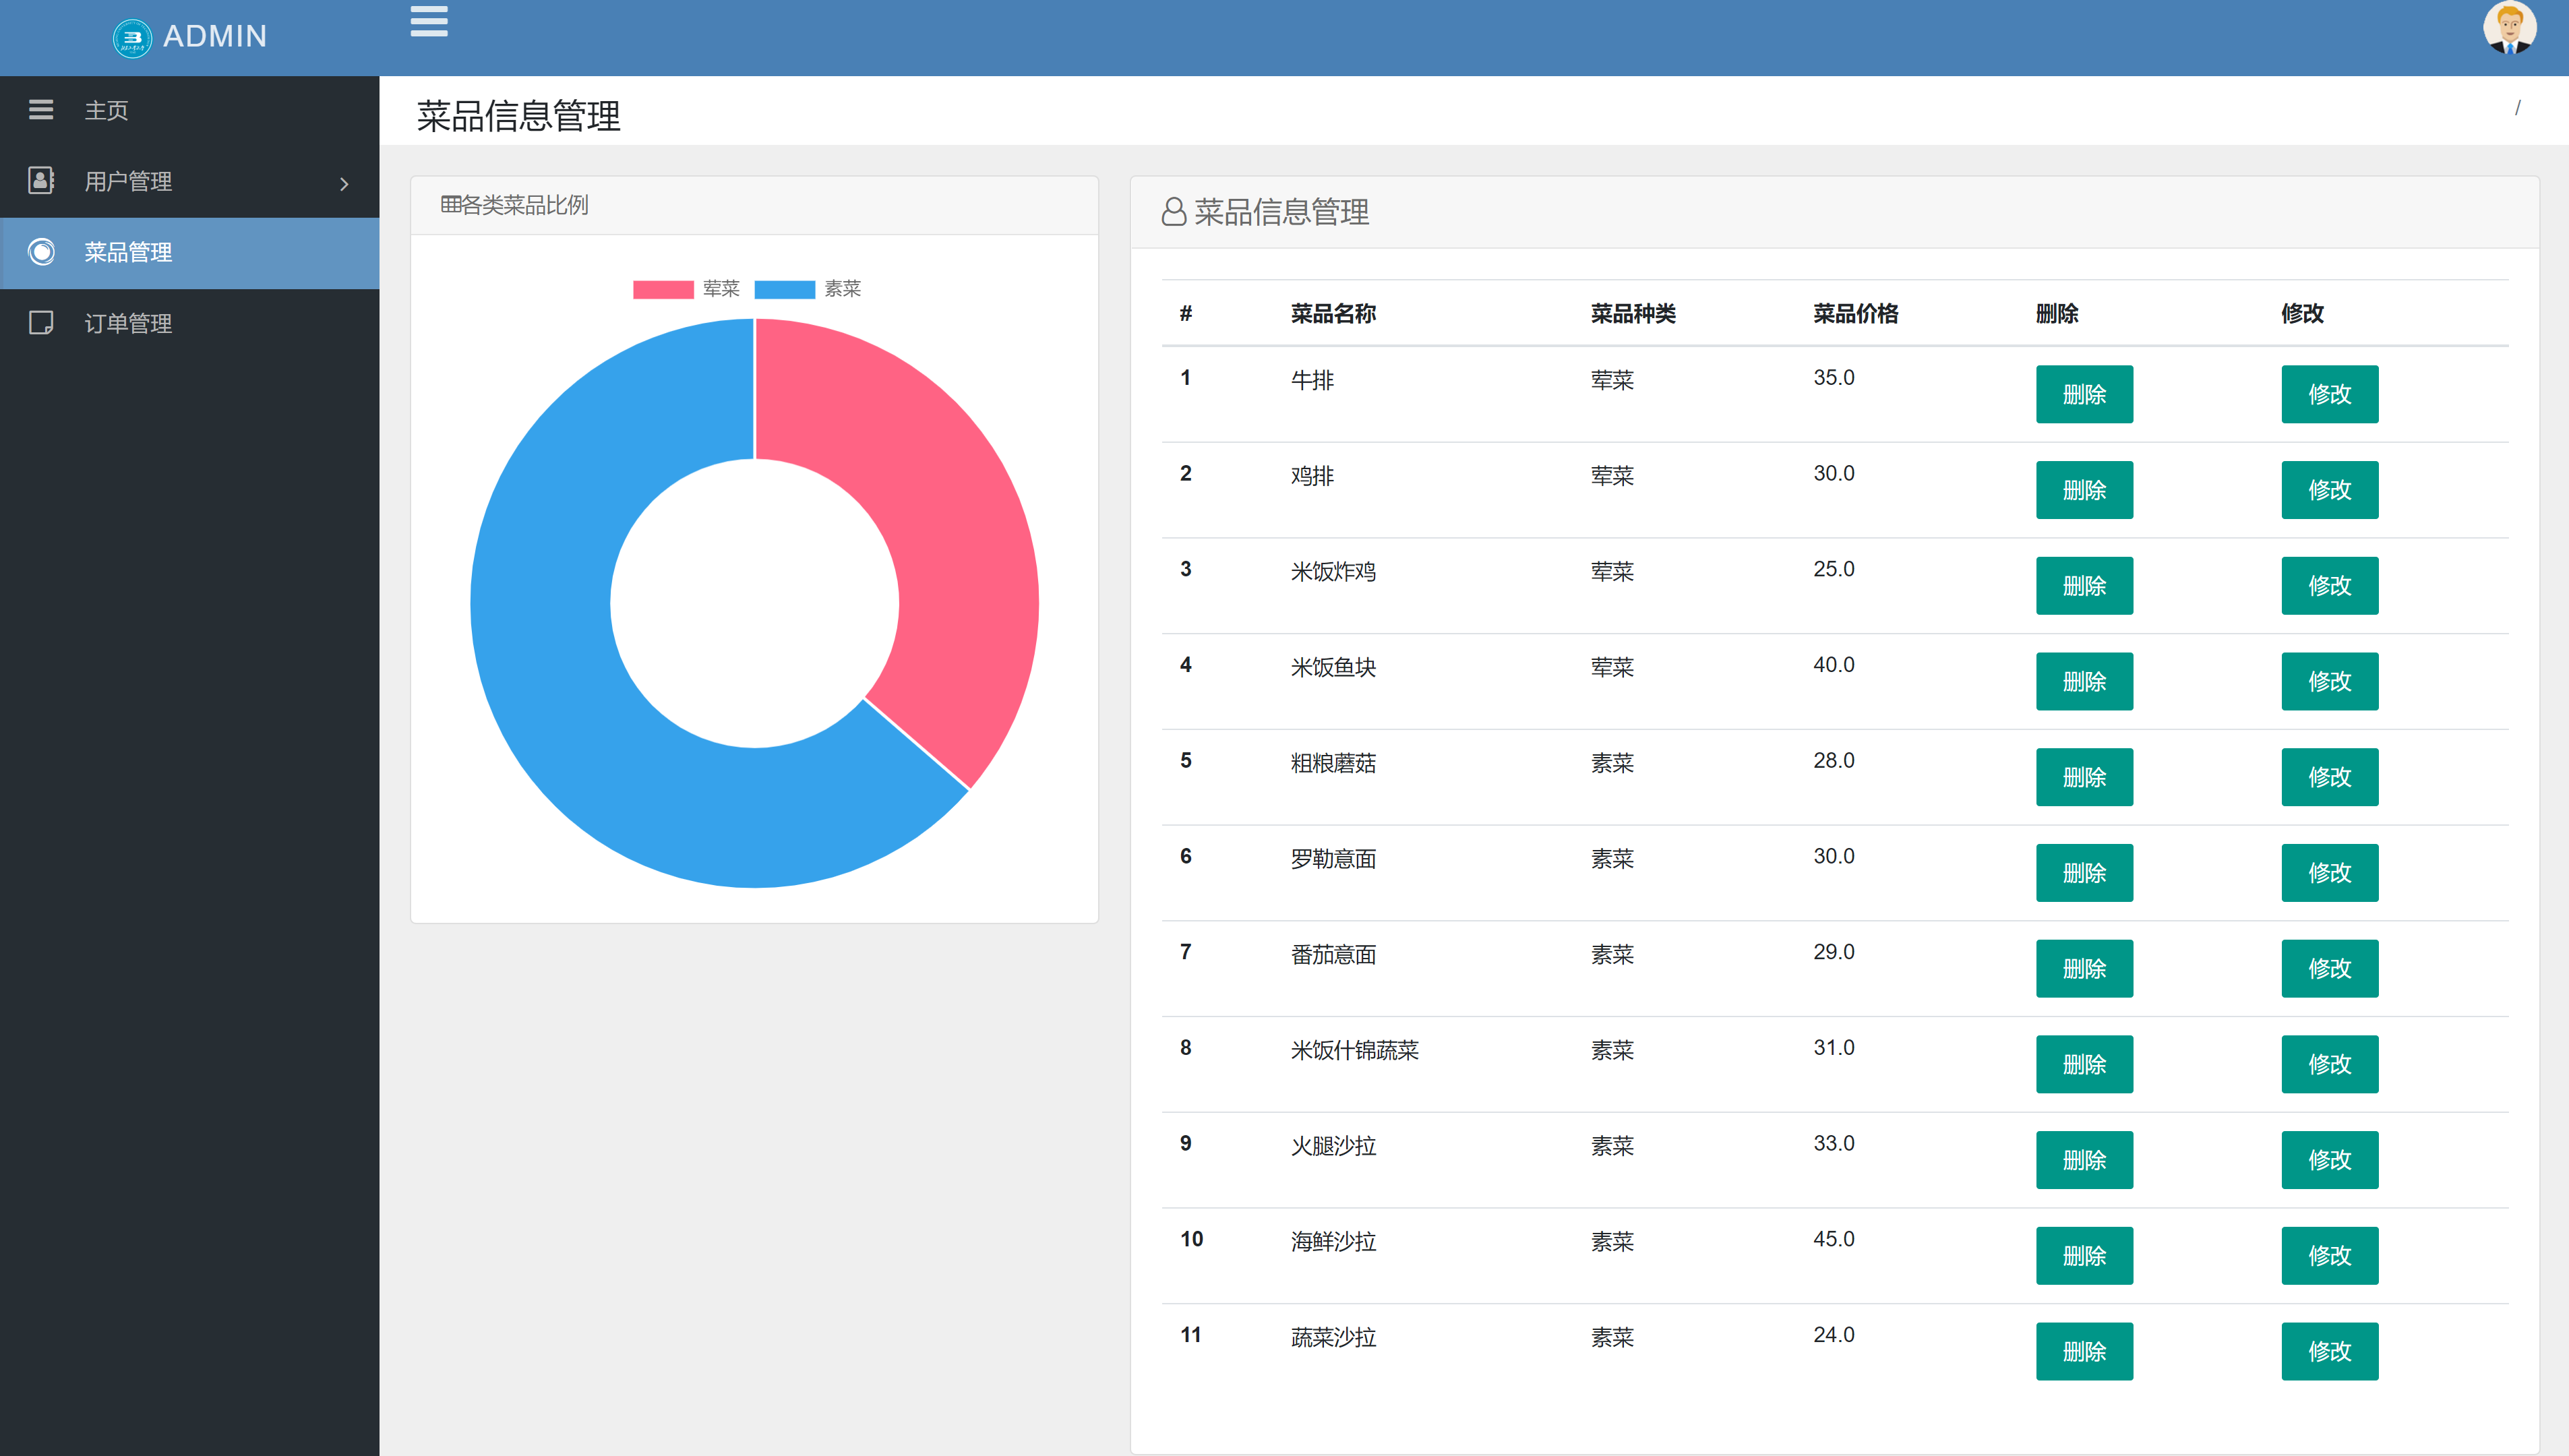 ADMIN
主页
用户管理
菜品管理
订单管理
菜品信息管理
/
各类菜品比例
荤菜 素菜
菜品信息管理
# 菜品名称 菜品种类 菜品价格 删除 修改
1 牛排 荤菜 35.0 删除 修改
2 鸡排 荤菜 30.0 删除 修改
3 米饭炸鸡 荤菜 25.0 删除 修改
4 米饭鱼块 荤菜 40.0 删除 修改
5 粗粮蘑菇 素菜 28.0 删除 修改
6 罗勒意面 素菜 30.0 删除 修改
7 番茄意面 素菜 29.0 删除 修改
8 米饭什锦蔬菜 素菜 31.0 删除 修改
9 火腿沙拉 素菜 33.0 删除 修改
10 海鲜沙拉 素菜 45.0 删除 修改
11 蔬菜沙拉 素菜 24.0 删除 修改